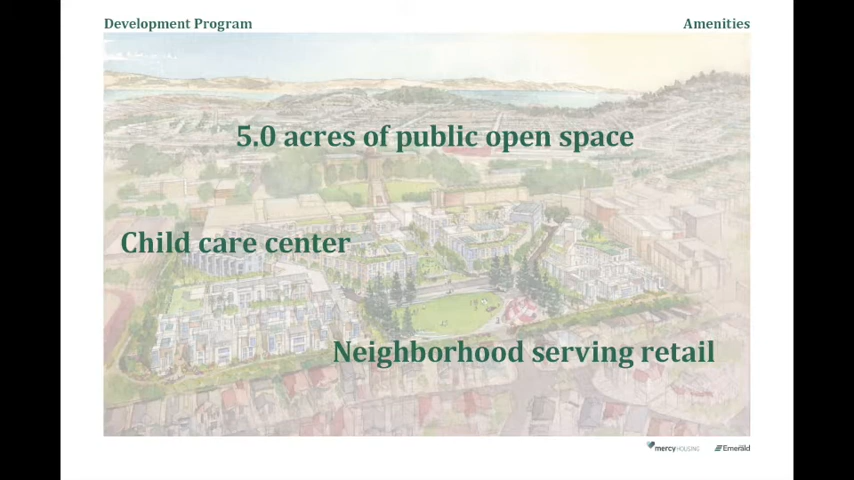 Development Program
Amenities
5.0 acres of public open space
Child care center
Neighborhood serving retail
mercy HOUSING
Emerald